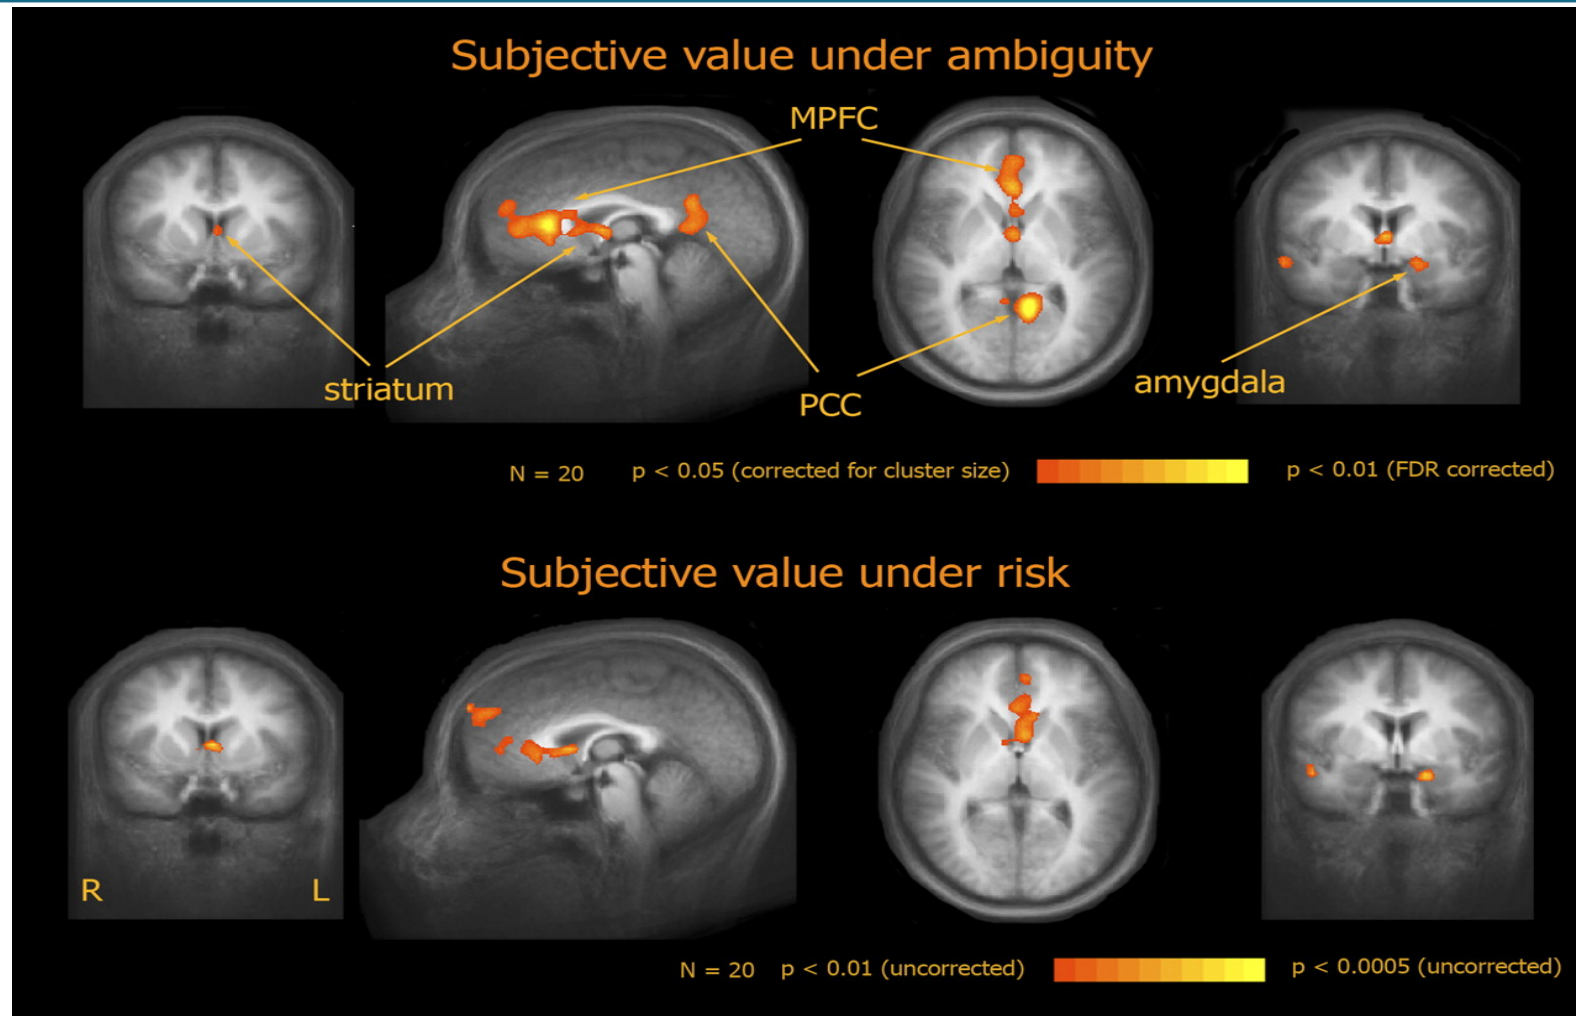 Subjective value under ambiguity
MPFC
striatum
PCC
amygdala
N = 20 p < 0.05 (corrected for cluster size) p < 0.01 (FDR corrected)
Subjective value under risk
R L
N = 20 p < 0.01 (uncorrected) p < 0.0005 (uncorrected)